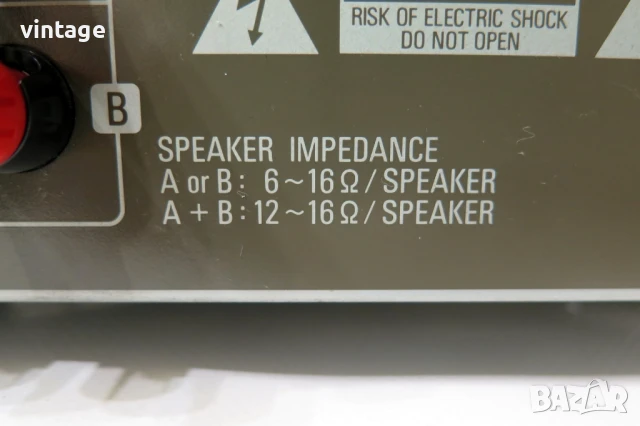 vintage
RISK OF ELECTRIC SHOCK
DO NOT OPEN
B
SPEAKER IMPEDANCE
A or B: 6~16Ω/SPEAKER
A + B: 12~16Ω/SPEAKER
BAZAR